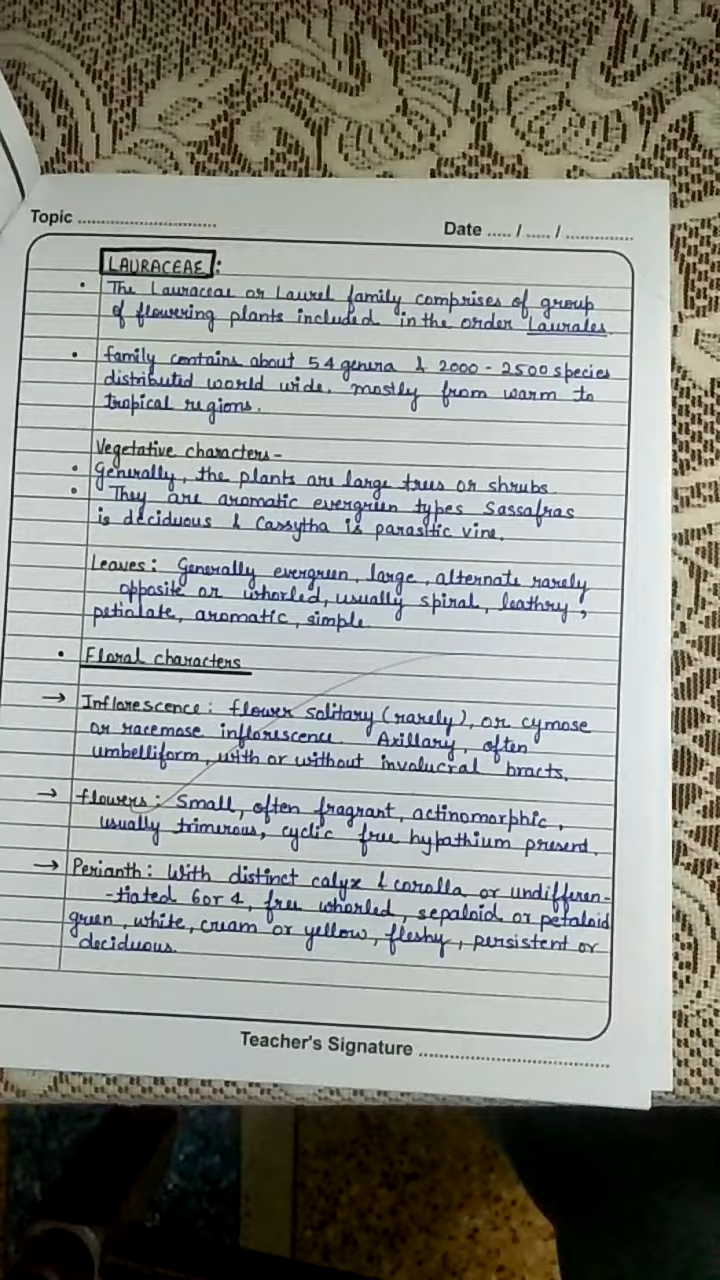 Topic ..............................
Date ..... / ..... / ...............
LAURACEAE :
• The Lauraceae or Laurel family comprises of group
of flowering plants included in the order Laurales.
• family contains about 54 genera & 2000 - 2500 species
distributed world wide, mostly from warm to
tropical regions.
Vegetative characters -
• Generally, the plants are large trees or shrubs.
• They are aromatic evergreen types Sassafras
is deciduous & Cassytha is parasitic vine.
Leaves : Generally evergreen, large, alternate rarely
opposite or whorled, usually spiral, leathry,
petiolate, aromatic, simple.
• Floral characters
→ Inflorescence : flower solitary (rarely), or cymose
or racemose inflorescence. Axillary, often
umbelliform, with or without involucral bracts.
→ flowers : Small, often fragrant, actinomorphic,
usually trimerous, cyclic free hypathium present.
→ Perianth : With distinct calyx & corolla or undifferen-
-tiated 6 or 4, free whorled, sepaloid or petaloid
green, white, cream or yellow, fleshy, persistent or
deciduous.
Teacher's Signature ........................................